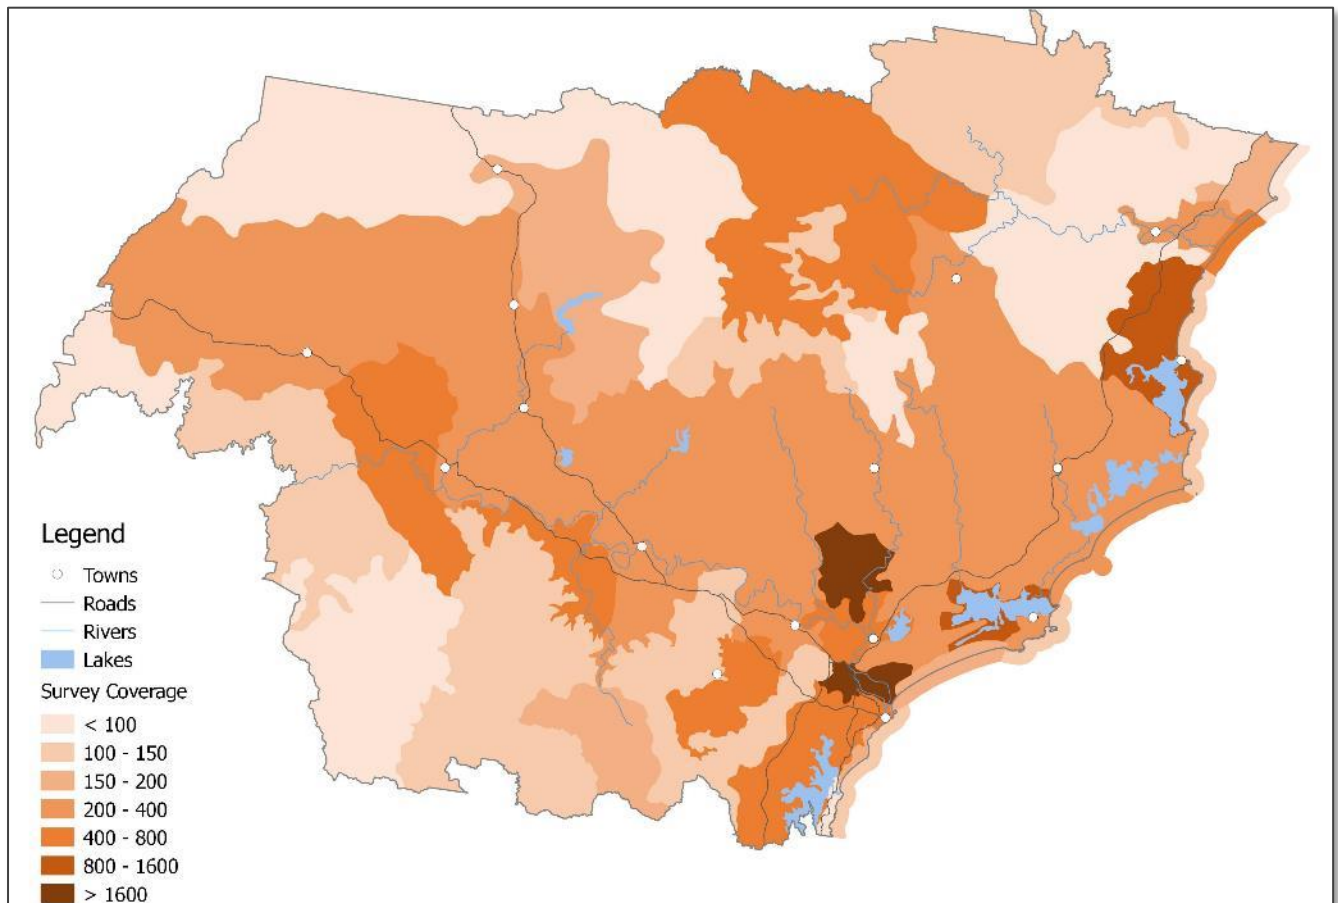 Legend
Towns
Roads
Rivers
Lakes
Survey Coverage
< 100
100 - 150
150 - 200
200 - 400
400 - 800
800 - 1600
> 1600